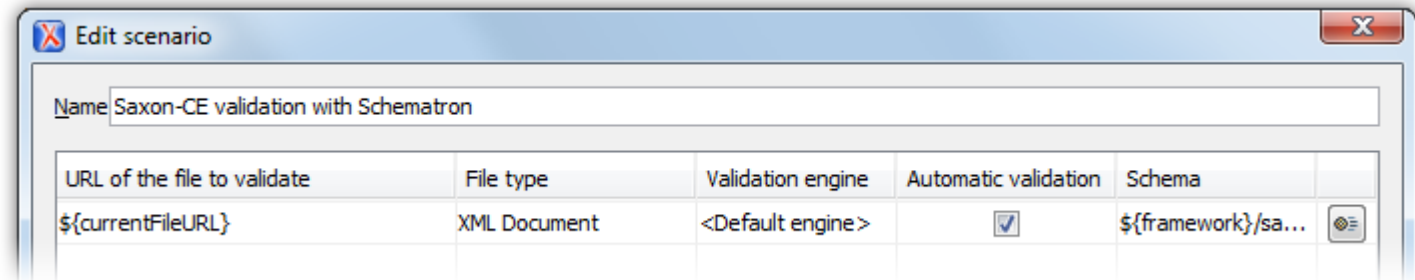 Edit scenario
Name Saxon-CE validation with Schematron
URL of the file to validate File type Validation engine Automatic validation Schema
${currentFileURL} XML Document <Default engine> ${framework}/sa...